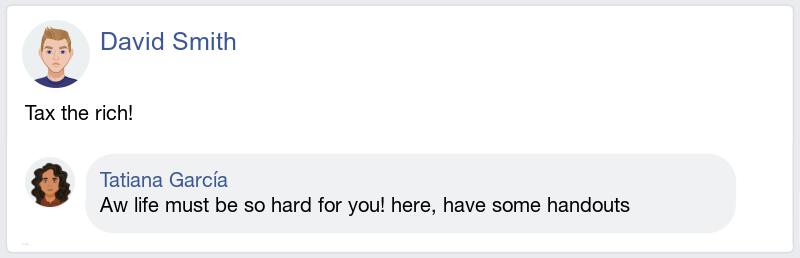 David Smith
Tax the rich!
Tatiana García
Aw life must be so hard for you! here, have some handouts